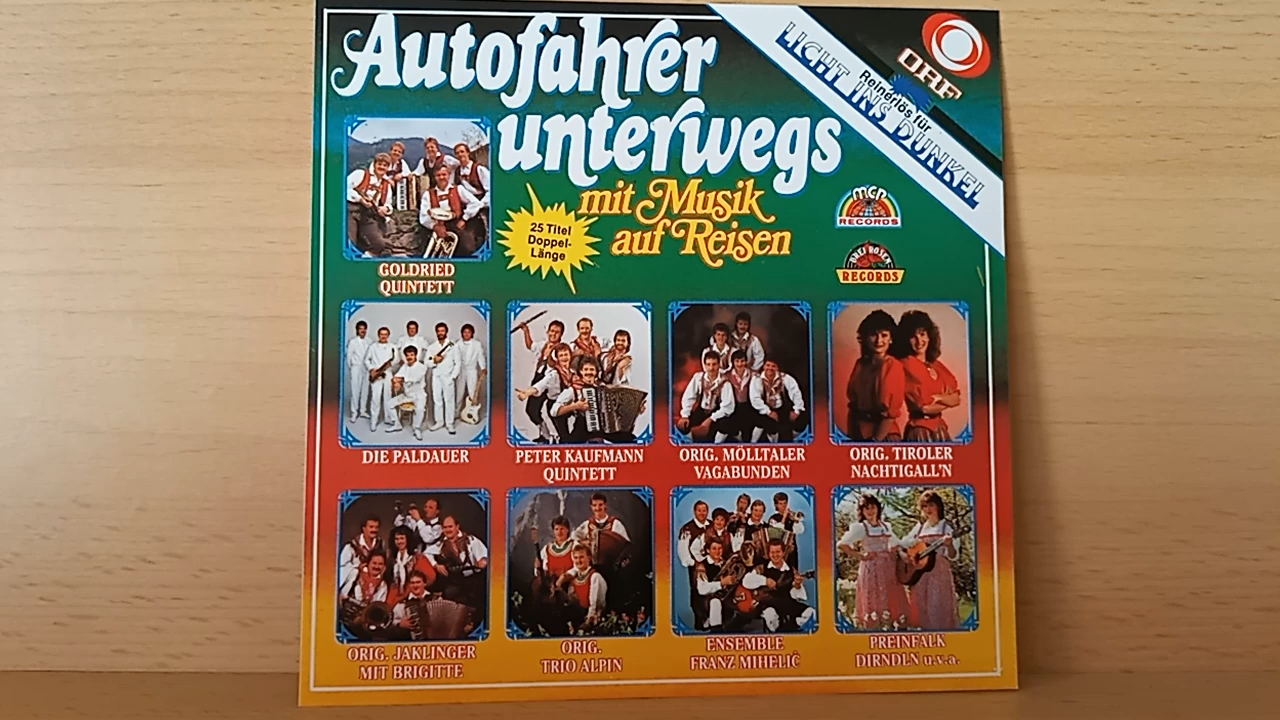 Autofahrer
unterwegs
mit Musik
auf Reisen
25 Titel
Doppel-
Länge
LICHT INS DUNKEL
Reinerlös für
ORF
MCP
RECORDS
DREI ROSEN
RECORDS
GOLDRIED
QUINTETT
DIE PALDAUER
PETER KAUFMANN
QUINTETT
ORIG. MÖLLTALER
VAGABUNDEN
ORIG. TIROLER
NACHTIGALL'N
ORIG. JAKLINGER
MIT BRIGITTE
ORIG.
TRIO ALPIN
ENSEMBLE
FRANZ MIHELIČ
PREINFALK
DIRNDLN u.v.a.